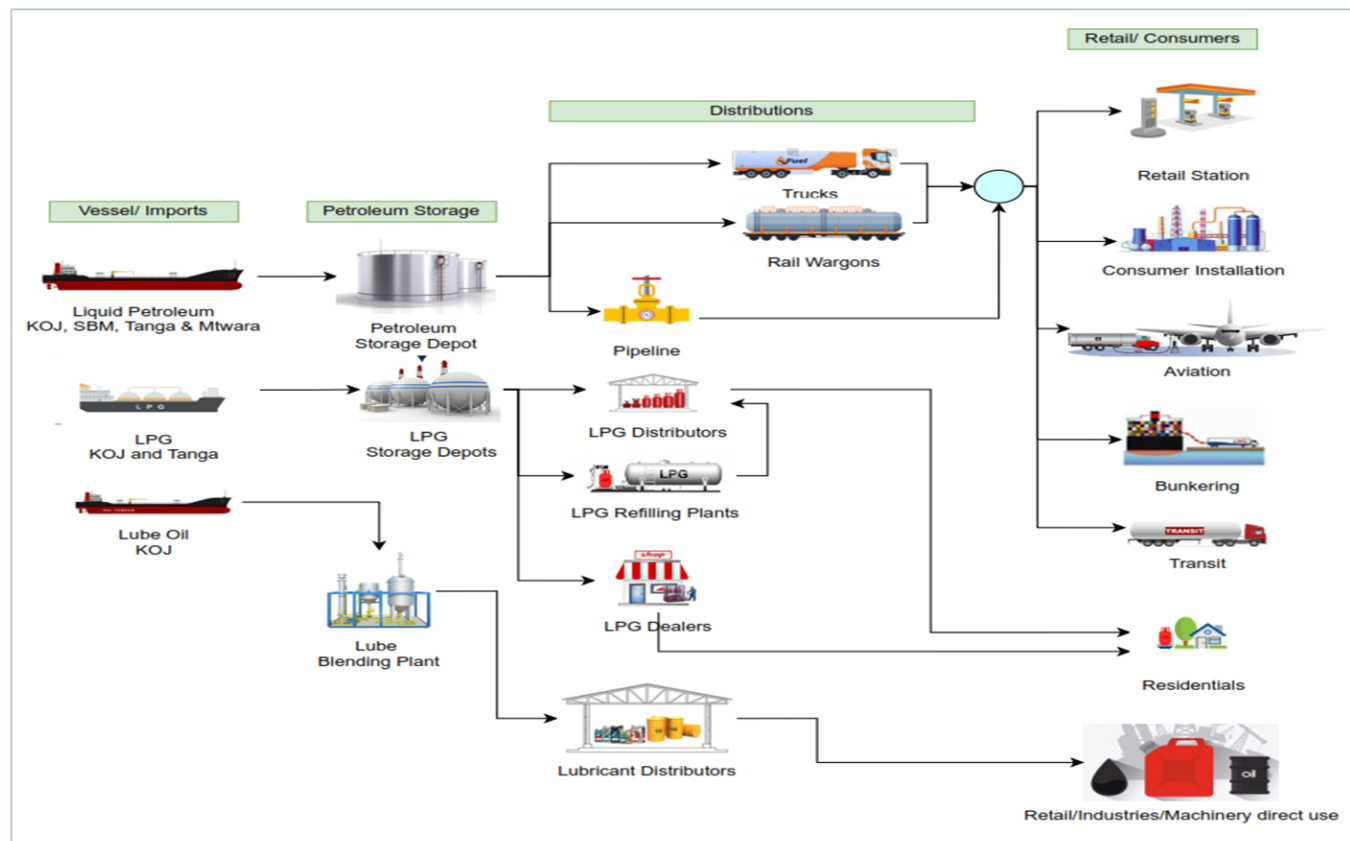 Retail/ Consumers
Distributions
Vessel/ Imports
Petroleum Storage
Fuel
Trucks
Rail Wargons
Retail Station
Consumer Installation
Liquid Petroleum
KOJ, SBM, Tanga & Mtwara
Petroleum
Storage Depot
Pipeline
Aviation
LPG
LPG
KOJ and Tanga
LPG
Storage Depots
LPG Distributors
LPG
LPG Refilling Plants
Bunkering
OIL TANKER
Lube Oil
KOJ
TRANSIT
Transit
shop
LPG Dealers
Lube
Blending Plant
Residentials
Lubricant Distributors
oil
Retail/Industries/Machinery direct use